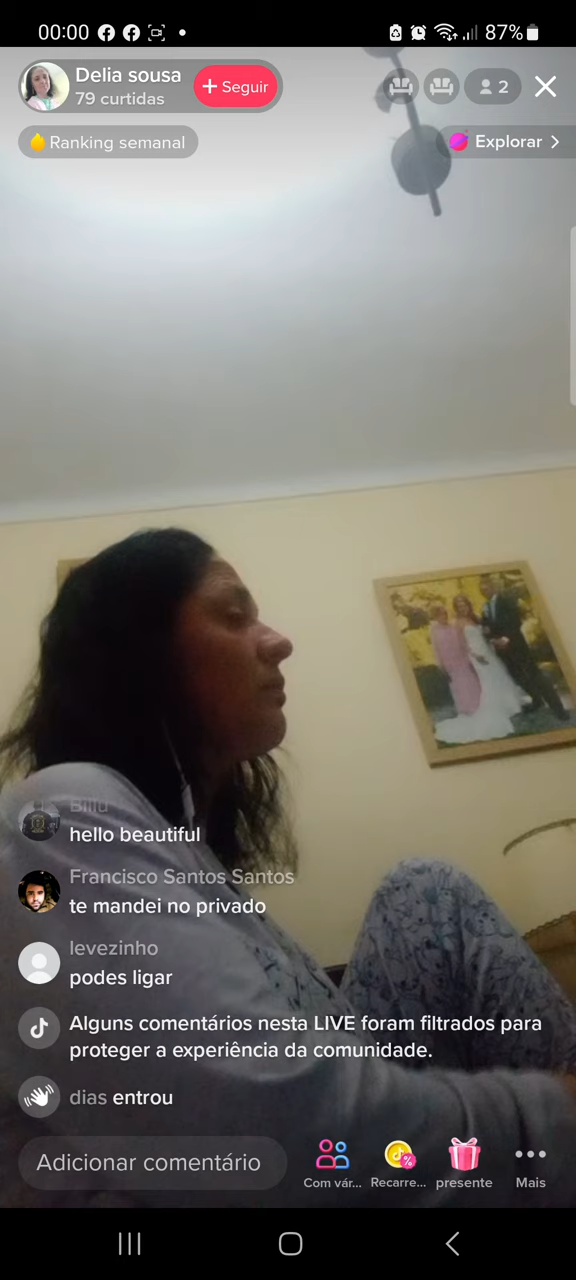 00:00
87%
Delia sousa
79 curtidas
+ Seguir
2
Ranking semanal
Explorar
Billu
hello beautiful
Francisco Santos Santos
te mandei no privado
levezinho
podes ligar
Alguns comentários nesta LIVE foram filtrados para
proteger a experiência da comunidade.
dias entrou
Adicionar comentário
Com vár...
Recarre...
presente
Mais